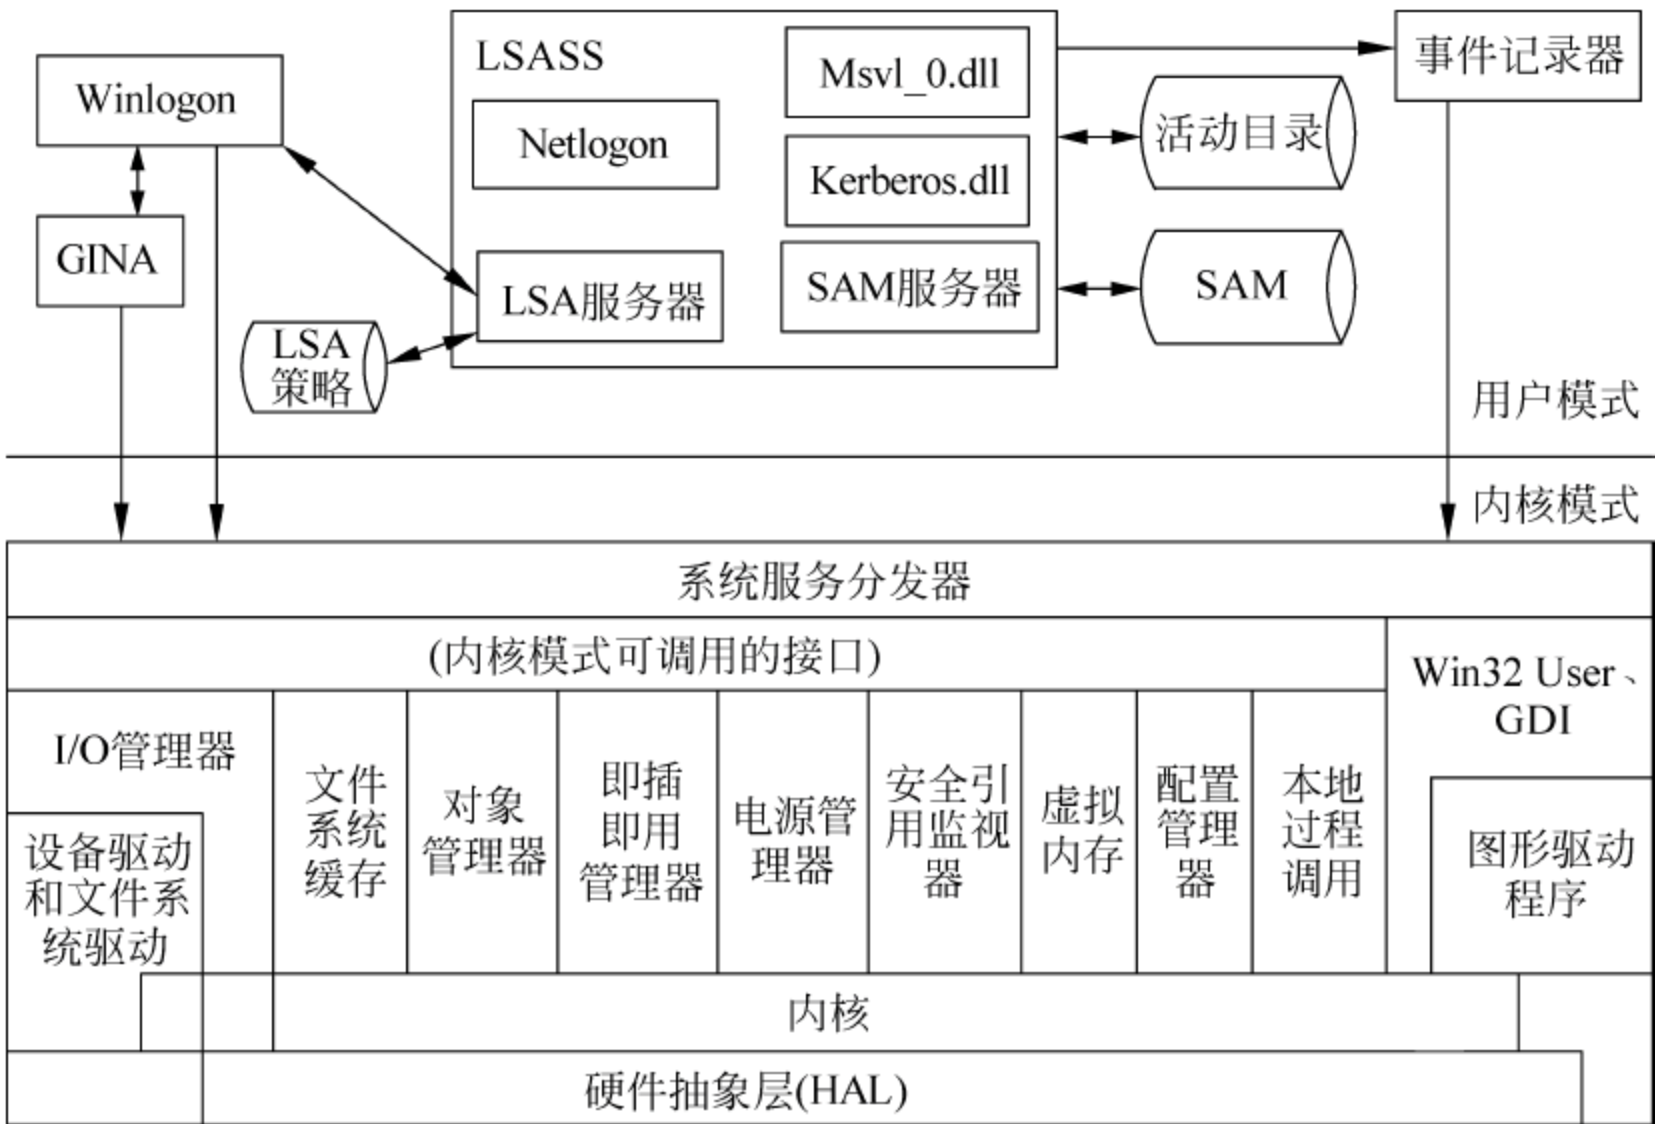 LSASS
Msvl_0.dll
事件记录器
Winlogon
Netlogon
活动目录
Kerberos.dll
GINA
LSA服务器
SAM服务器
SAM
LSA
策略
用户模式
内核模式
系统服务分发器
(内核模式可调用的接口)
Win32 User、
GDI
I/O管理器
文件
系统
缓存
对象
管理器
即插
即用
管理器
电源管
理器
安全引
用监视
器
虚拟
内存
配置
管理
器
本地
过程
调用
设备驱动
和文件系
统驱动
图形驱动
程序
内核
硬件抽象层(HAL)